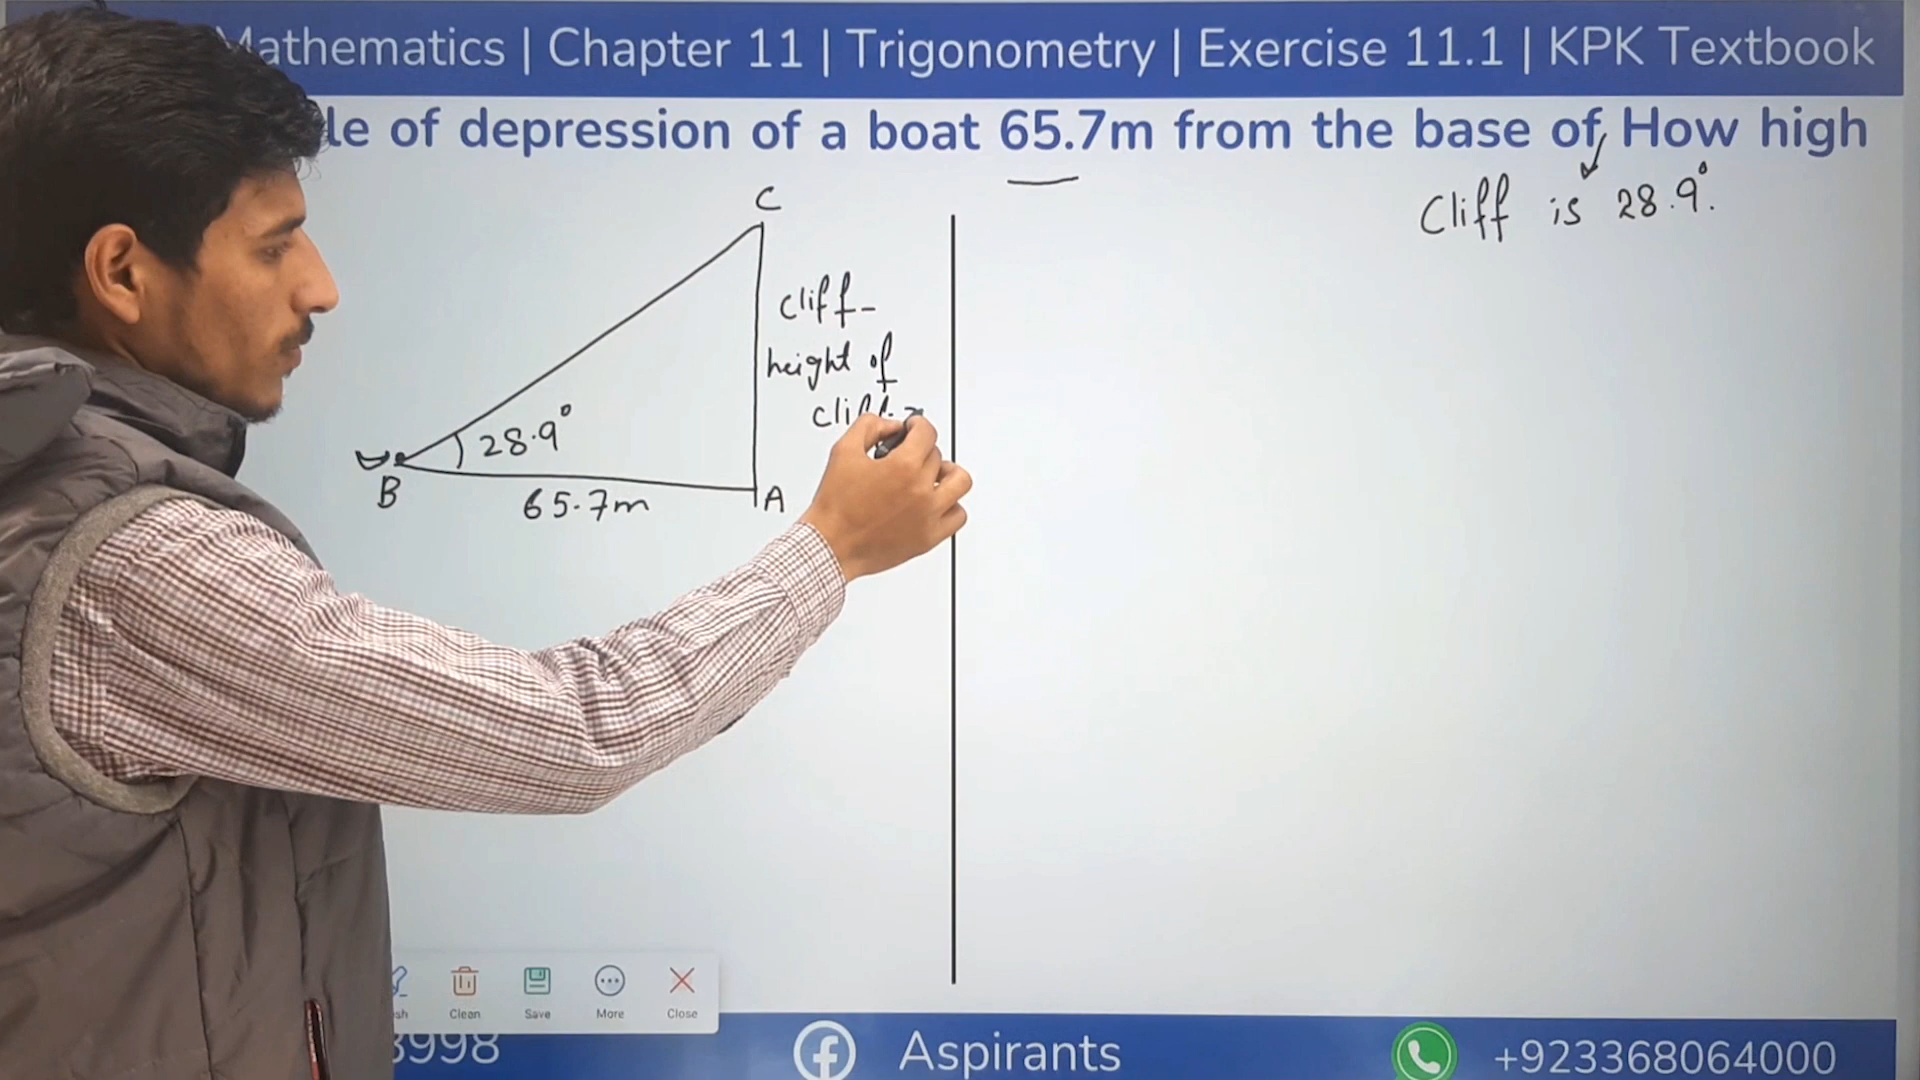 Mathematics | Chapter 11 | Trigonometry | Exercise 11.1 | KPK Textbook
le of depression of a boat 65.7m from the base of, How high
Cliff is 28.9°.
C
cliff-
height of
cliff =
28.9°
B
65.7m
A
sh
Clean
Save
More
Close
3998
Aspirants
+923368064000